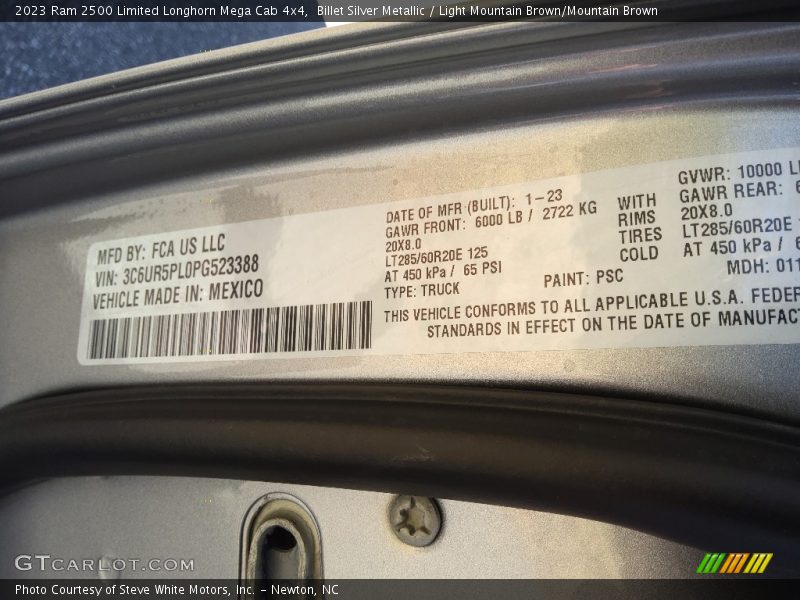 2023 Ram 2500 Limited Longhorn Mega Cab 4x4,  Billet Silver Metallic / Light Mountain Brown/Mountain Brown
MFD BY: FCA US LLC
VIN: 3C6UR5PL0PG523388
VEHICLE MADE IN: MEXICO
DATE OF MFR (BUILT): 1-23
GAWR FRONT: 6000 LB / 2722 KG
20X8.0
LT285/60R20E 125
AT 450 kPa / 65 PSI
TYPE: TRUCK
PAINT: PSC
WITH
RIMS
TIRES
COLD
GVWR: 10000
GAWR REAR:
20X8.0
LT285/60R20E
AT 450 kPa /
MDH: 011
THIS VEHICLE CONFORMS TO ALL APPLICABLE U.S.A. FEDER
STANDARDS IN EFFECT ON THE DATE OF MANUFAC
GTCARLOT.COM
Photo Courtesy of Steve White Motors, Inc. – Newton, NC